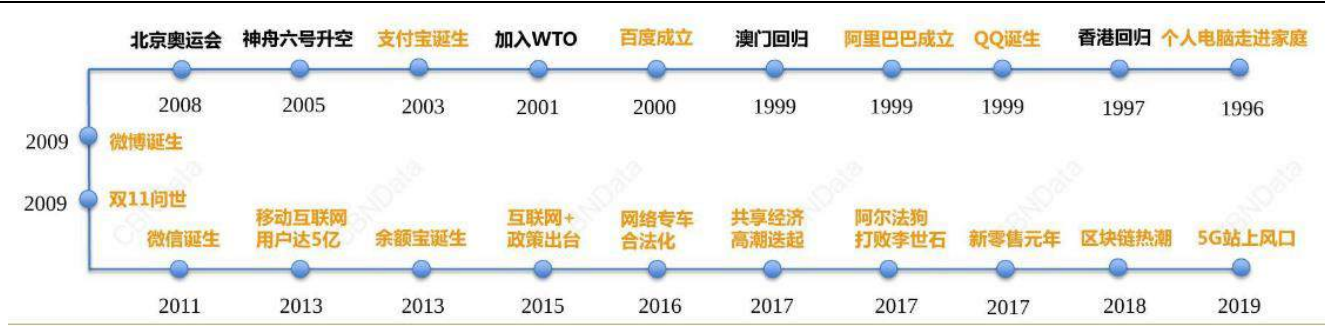 北京奥运会 神舟六号升空 支付宝诞生 加入WTO 百度成立 澳门回归 阿里巴巴成立 QQ诞生 香港回归 个人电脑走进家庭
2008 2005 2003 2001 2000 1999 1999 1999 1997 1996
2009 微博诞生
2009 双11问世
微信诞生
移动互联网
用户达5亿
余额宝诞生
互联网+
政策出台
网络专车
合法化
共享经济
高潮迭起
阿尔法狗
打败李世石
新零售元年
区块链热潮
5G站上风口
2011 2013 2013 2015 2016 2017 2017 2017 2018 2019
CBNData
CBNData
CBNData
CBNData
CBNData